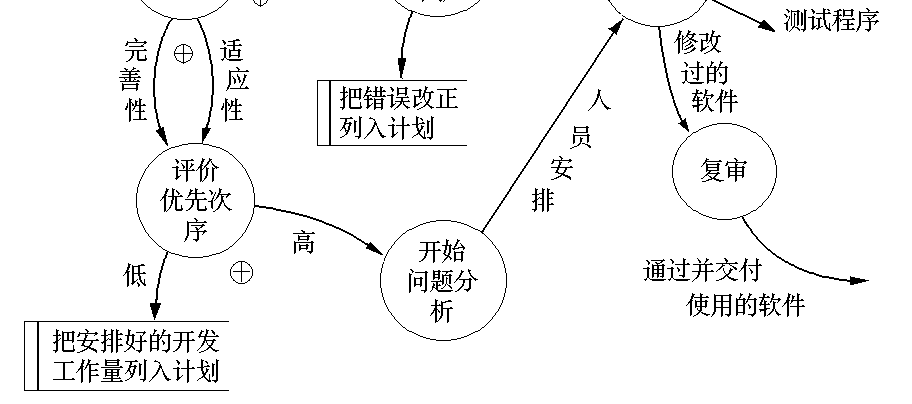 测试程序
完善性
适应性
修改
过的
软件
把错误改正
列入计划
人员安排
评价
优先次
序
复审
高
开始
问题分
析
低
通过并交付
使用的软件
把安排好的开发
工作量列入计划